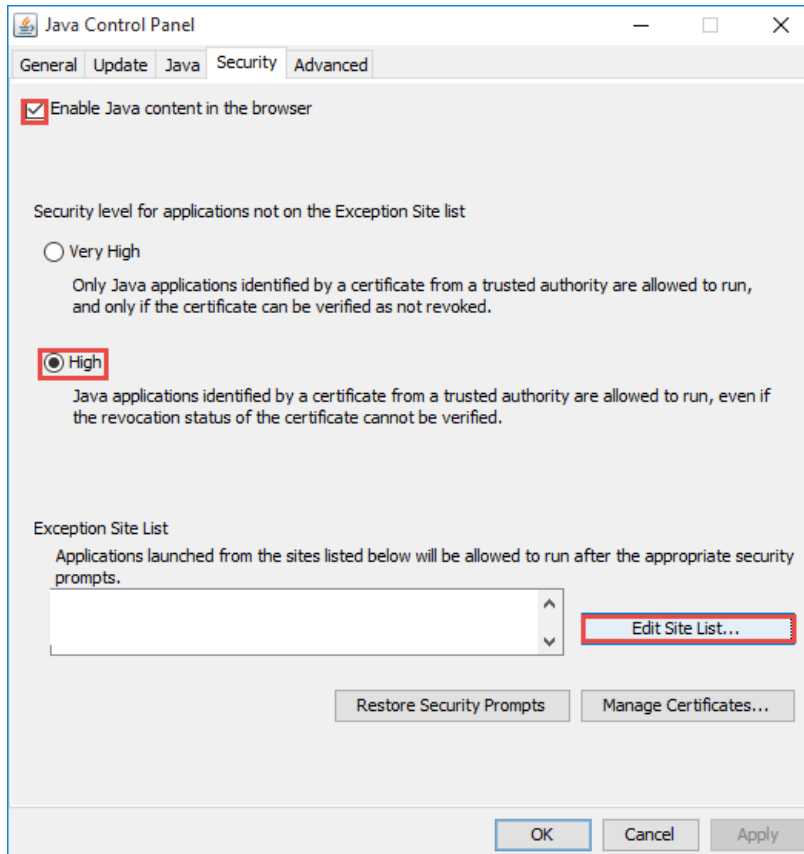 Java Control Panel
General Update Java Security Advanced
Enable Java content in the browser
Security level for applications not on the Exception Site list
Very High
Only Java applications identified by a certificate from a trusted authority are allowed to run,
and only if the certificate can be verified as not revoked.
High
Java applications identified by a certificate from a trusted authority are allowed to run, even if
the revocation status of the certificate cannot be verified.
Exception Site List
Applications launched from the sites listed below will be allowed to run after the appropriate security
prompts.
Edit Site List...
Restore Security Prompts Manage Certificates...
OK Cancel Apply